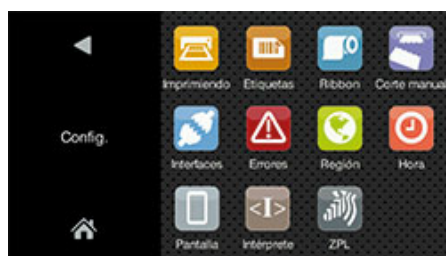 Imprimiendo Etiquetas Ribbon Corte manual
Config.
Interfaces Errores Región Hora
<I>
Pantalla Intérprete ZPL